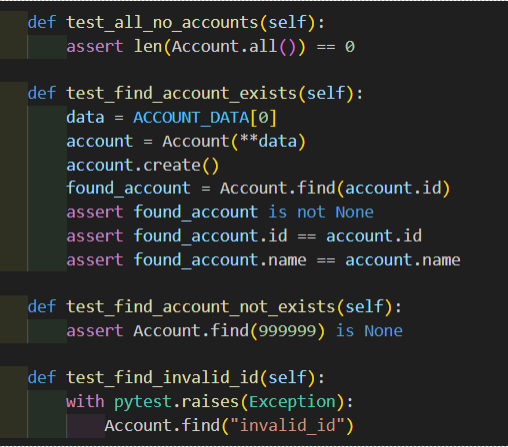 def test_all_no_accounts(self):
    assert len(Account.all()) == 0

def test_find_account_exists(self):
    data = ACCOUNT_DATA[0]
    account = Account(**data)
    account.create()
    found_account = Account.find(account.id)
    assert found_account is not None
    assert found_account.id == account.id
    assert found_account.name == account.name

def test_find_account_not_exists(self):
    assert Account.find(999999) is None

def test_find_invalid_id(self):
    with pytest.raises(Exception):
        Account.find("invalid_id")